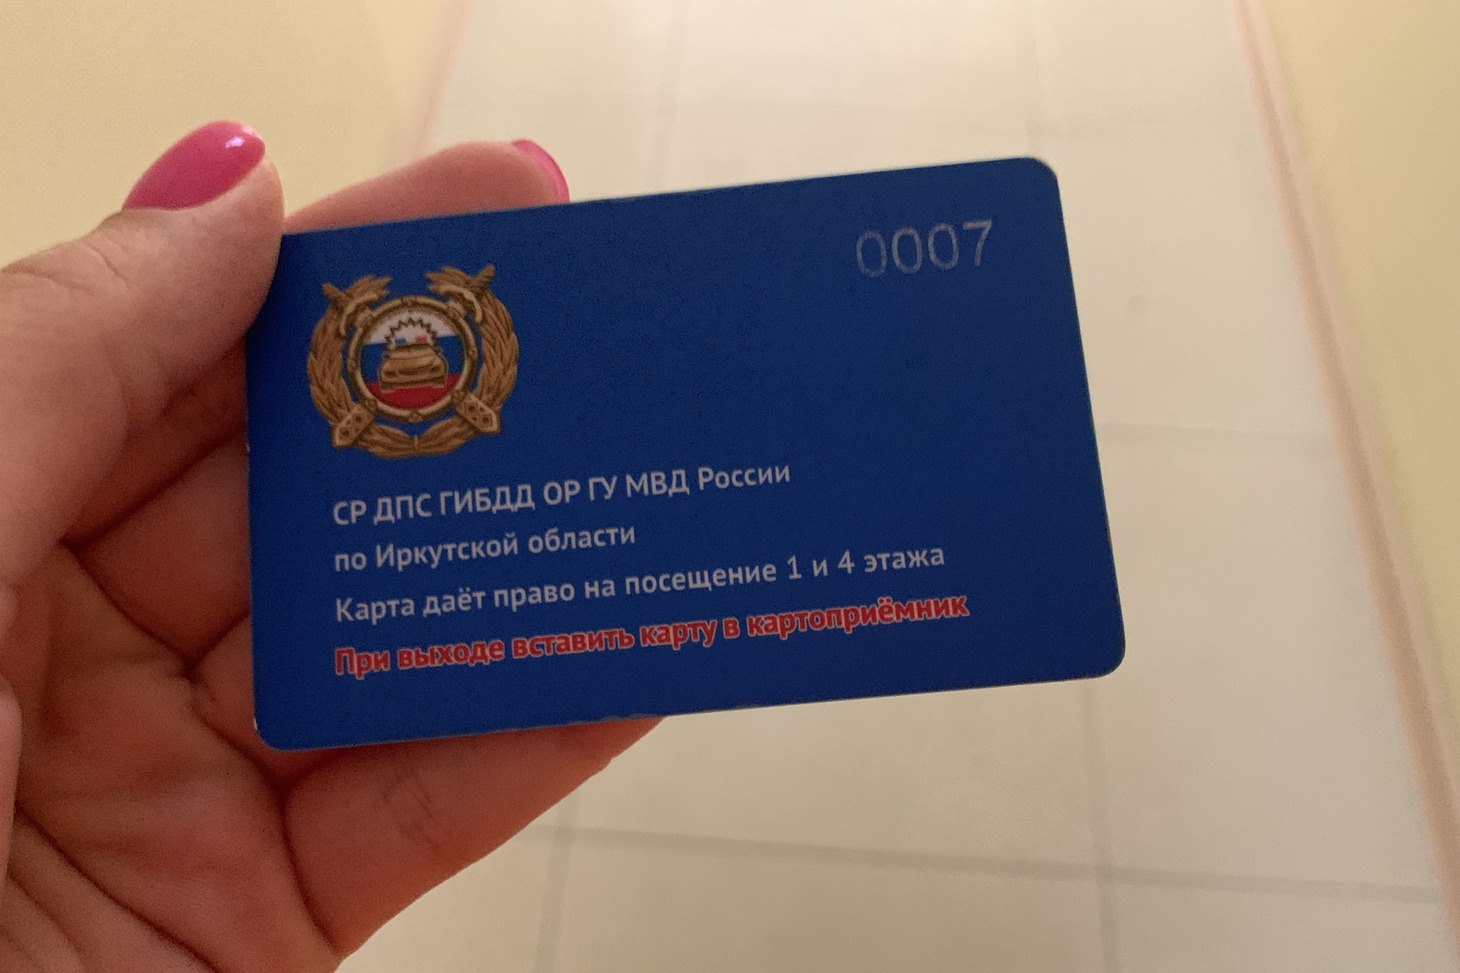 0007
СР ДПС ГИБДД ОР ГУ МВД России
по Иркутской области
Карта даёт право на посещение 1 и 4 этажа
При выходе вставить карту в картоприёмник